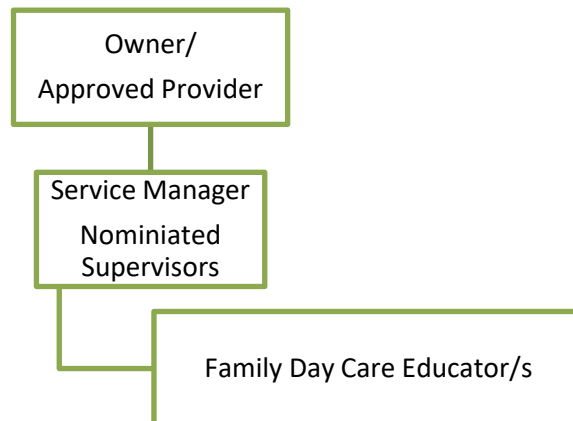 Owner/
Approved Provider
Service Manager
Nominiated
Supervisors
Family Day Care Educator/s